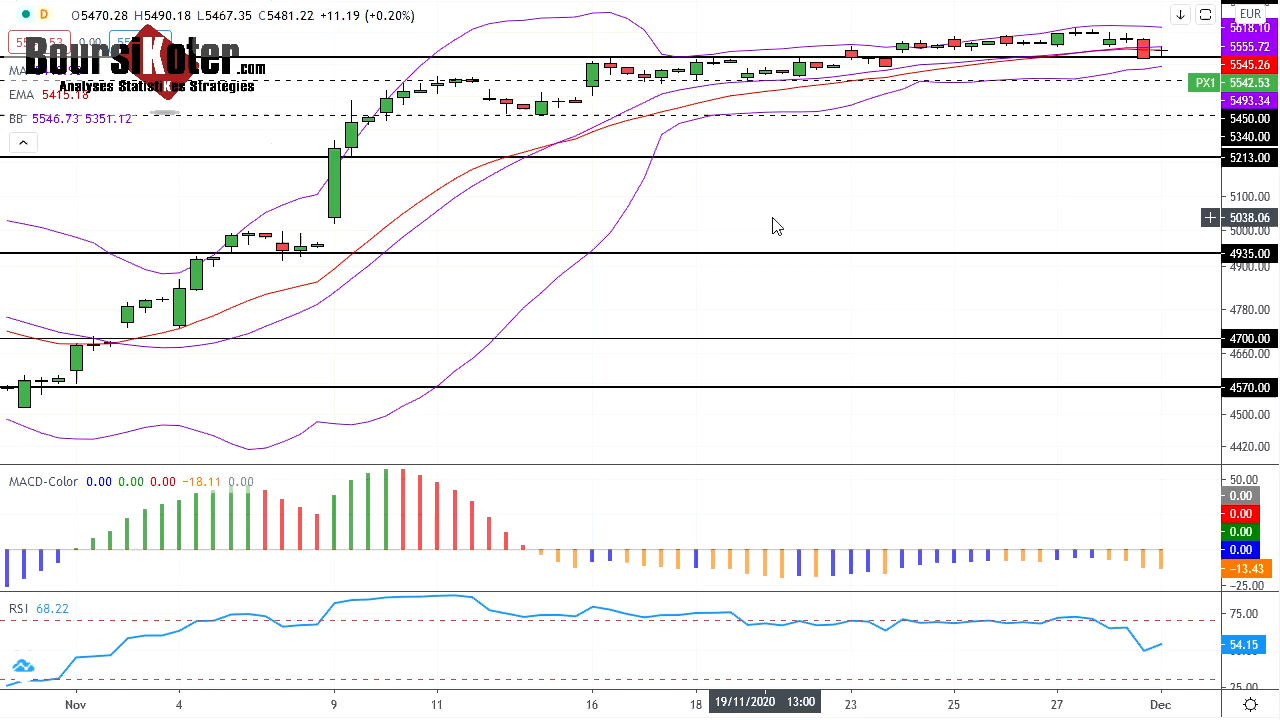 D O5470.28 H5490.18 L5467.35 C5481.22 +11.19 (+0.20%)
0.00
BoursiKoter.com
Analyses Statistikes Stratégies
MA
EMA 5415.18
BB 5546.73 5351.12
EUR
5618.10
5555.72
5545.26
PX1 5542.53
5493.34
5450.00
5340.00
5213.00
5100.00
5038.06
5000.00
4935.00
4900.00
4780.00
4700.00
4660.00
4570.00
4500.00
4420.00
MACD-Color 0.00 0.00 0.00 −18.11 0.00
50.00
0.00
0.00
0.00
0.00
−13.43
−25.00
RSI 68.22
75.00
54.15
25.00
Nov 4 9 11 16 18 19/11/2020 13:00 23 25 27 Dec